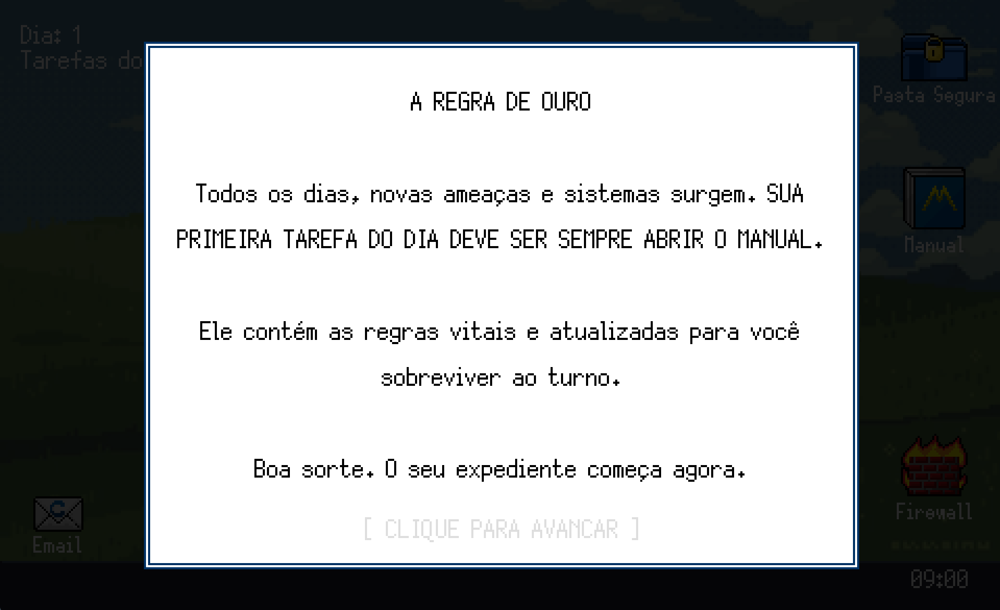 Dia: 1
Tarefas do
Pasta Segura
A REGRA DE OURO
Todos os dias, novas ameaças e sistemas surgem. SUA
PRIMEIRA TAREFA DO DIA DEVE SER SEMPRE ABRIR O MANUAL.
Manual
Ele contém as regras vitais e atualizadas para você
sobreviver ao turno.
Boa sorte. O seu expediente começa agora.
Firewall
[ CLIQUE PARA AVANCAR ]
Email
09:00